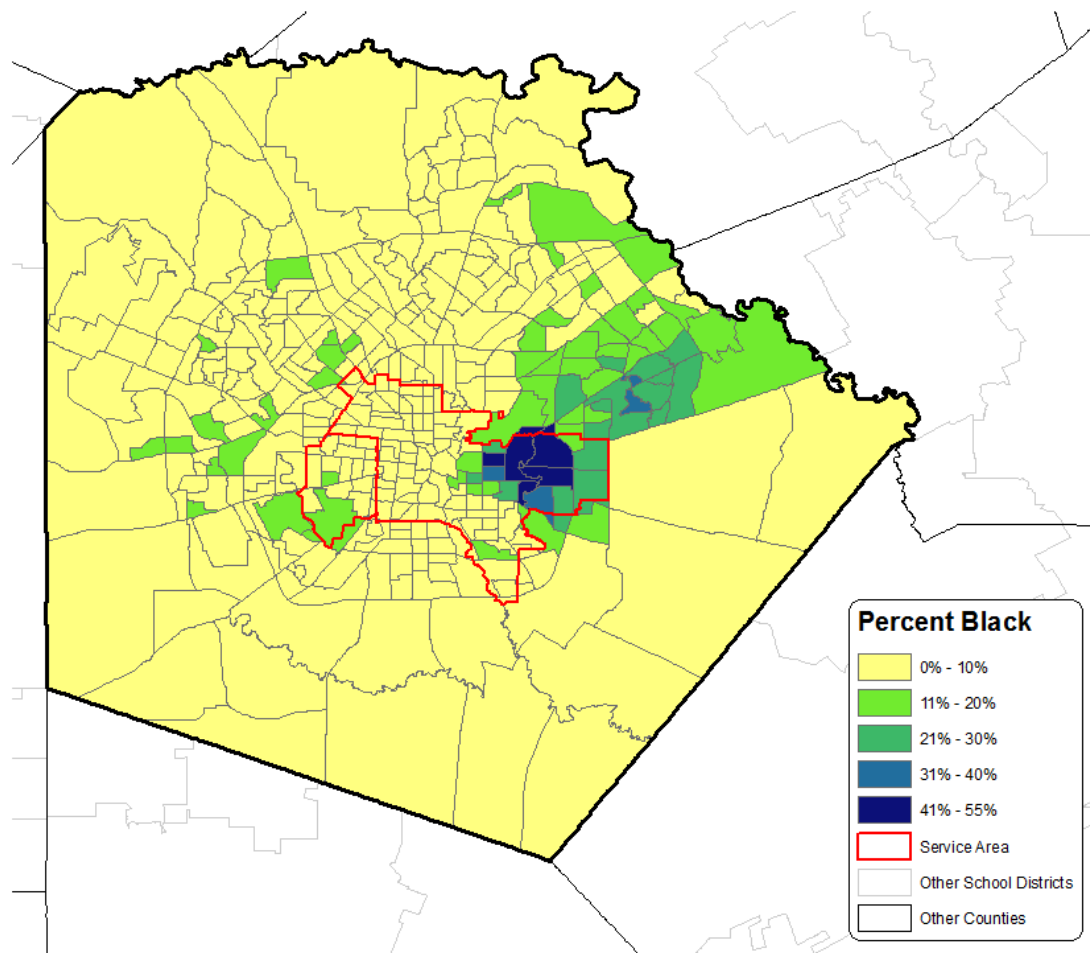 Percent Black
0% - 10%
11% - 20%
21% - 30%
31% - 40%
41% - 55%
Service Area
Other School Districts
Other Counties